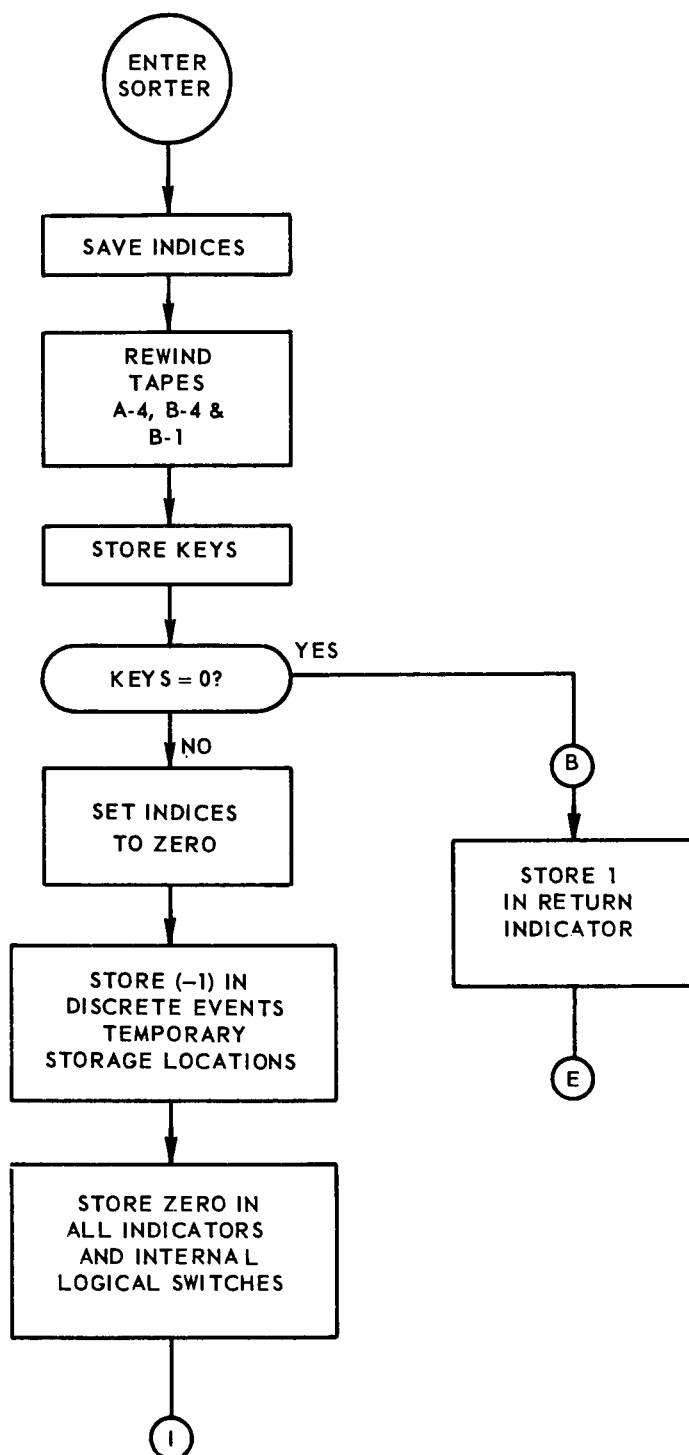 ENTER
SORTER
SAVE INDICES
REWIND
TAPES
A-4, B-4 &
B-1
STORE KEYS
KEYS = 0?
YES
NO
B
SET INDICES
TO ZERO
STORE 1
IN RETURN
INDICATOR
STORE (-1) IN
DISCRETE EVENTS
TEMPORARY
STORAGE LOCATIONS
E
STORE ZERO IN
ALL INDICATORS
AND INTERNAL
LOGICAL SWITCHES
I